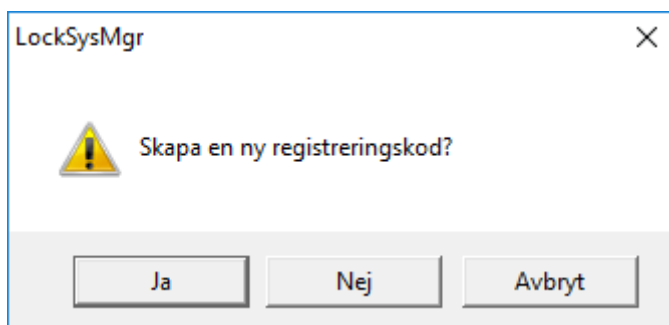 LockSysMgr
Skapa en ny registreringskod?
Ja
Nej
Avbryt